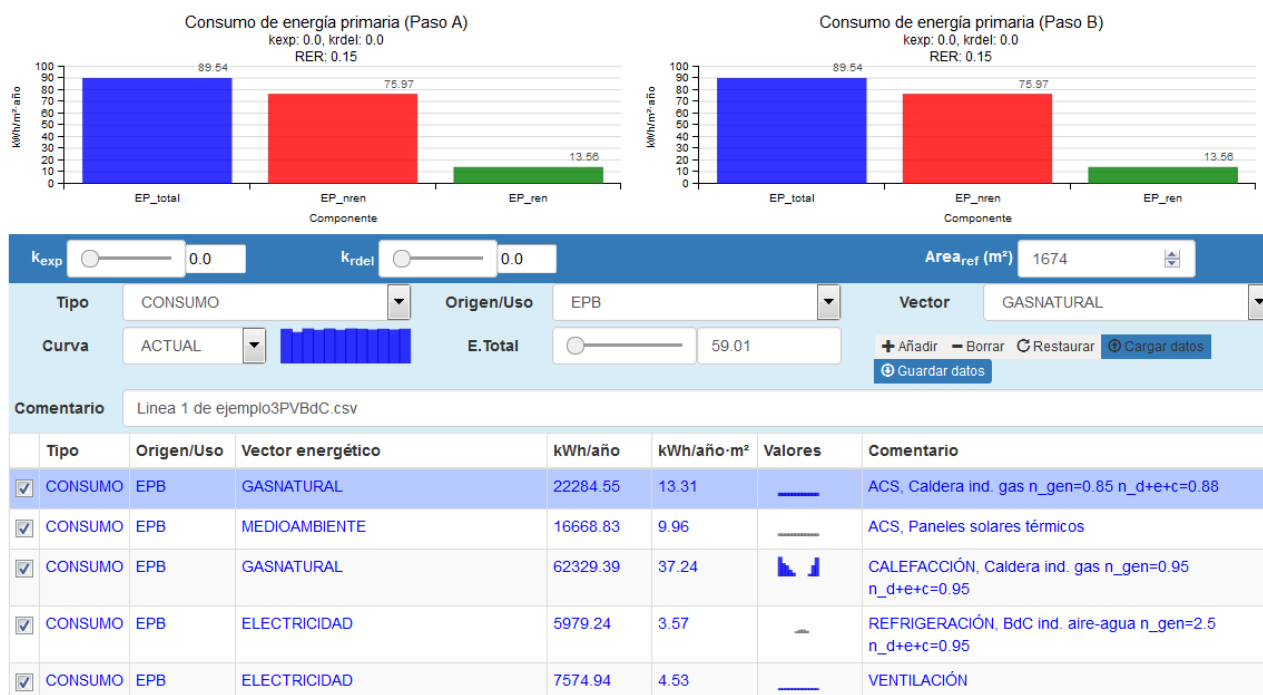 Consumo de energía primaria (Paso A)
kexp: 0.0, krdel: 0.0
RER: 0.15
kWh/m²·año
100
90
80
70
60
50
40
30
20
10
0
89.54
75.97
13.56
EP_total EP_nren EP_ren
Componente
Consumo de energía primaria (Paso B)
kexp: 0.0, krdel: 0.0
RER: 0.15
kWh/m²·año
100
90
80
70
60
50
40
30
20
10
0
89.54
75.97
13.56
EP_total EP_nren EP_ren
Componente
kexp 0.0 krdel 0.0 Arearef (m²) 1674
Tipo CONSUMO Origen/Uso EPB Vector GASNATURAL
Curva ACTUAL E.Total 59.01 Añadir Borrar Restaurar Cargar datos
Guardar datos
Comentario Linea 1 de ejemplo3PVBdC.csv
Tipo Origen/Uso Vector energético kWh/año kWh/año·m² Valores Comentario
CONSUMO EPB GASNATURAL 22284.55 13.31 ACS, Caldera ind. gas n_gen=0.85 n_d+e+c=0.88
CONSUMO EPB MEDIOAMBIENTE 16668.83 9.96 ACS, Paneles solares térmicos
CONSUMO EPB GASNATURAL 62329.39 37.24 CALEFACCIÓN, Caldera ind. gas n_gen=0.95
n_d+e+c=0.95
CONSUMO EPB ELECTRICIDAD 5979.24 3.57 REFRIGERACIÓN, BdC ind. aire-agua n_gen=2.5
n_d+e+c=0.95
CONSUMO EPB ELECTRICIDAD 7574.94 4.53 VENTILACIÓN